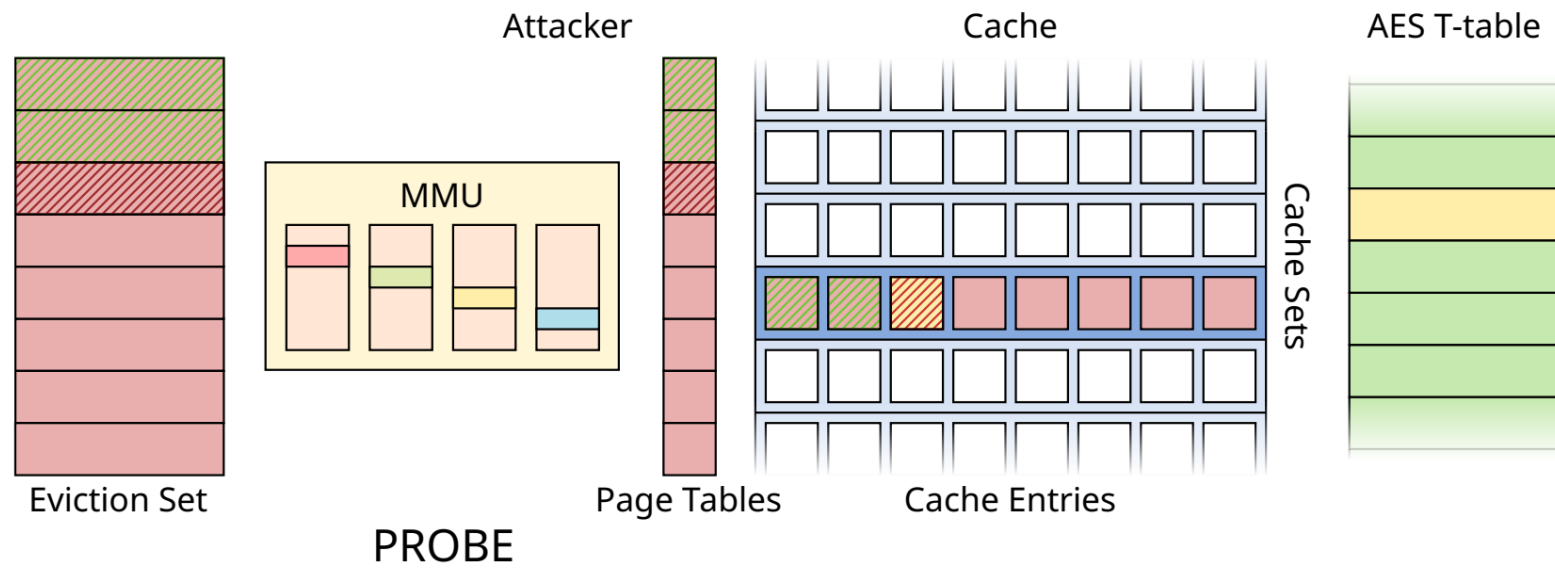 Attacker
Cache
AES T-table
MMU
Cache Sets
Eviction Set
Page Tables
Cache Entries
PROBE